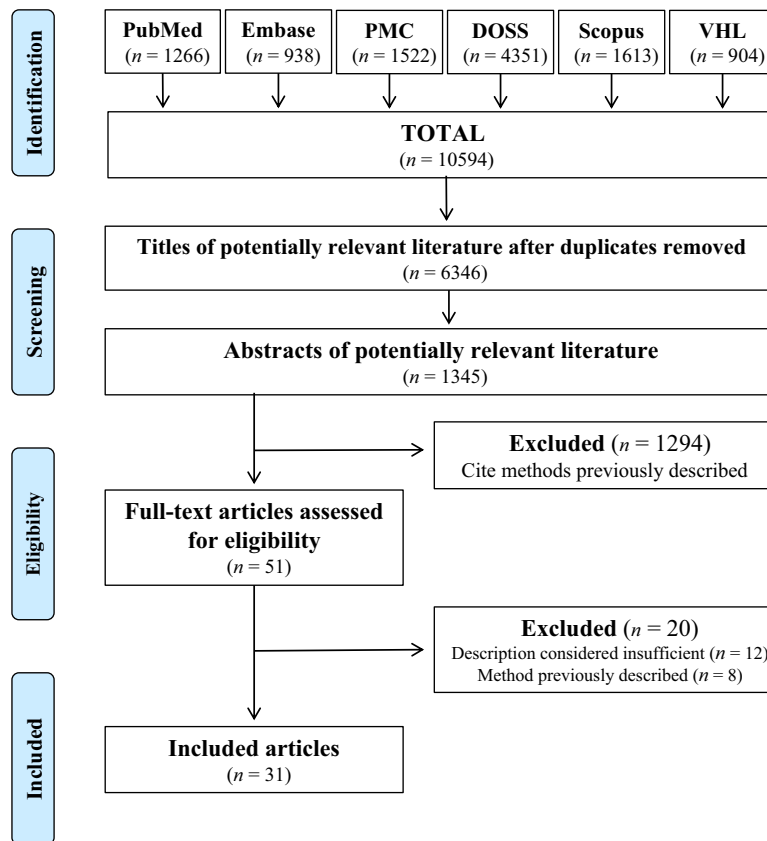 Identification
PubMed
(n = 1266)
Embase
(n = 938)
PMC
(n = 1522)
DOSS
(n = 4351)
Scopus
(n = 1613)
VHL
(n = 904)
TOTAL
(n = 10594)
Screening
Titles of potentially relevant literature after duplicates removed
(n = 6346)
Abstracts of potentially relevant literature
(n = 1345)
Excluded (n = 1294)
Cite methods previously described
Eligibility
Full-text articles assessed
for eligibility
(n = 51)
Excluded (n = 20)
Description considered insufficient (n = 12)
Method previously described (n = 8)
Included
Included articles
(n = 31)